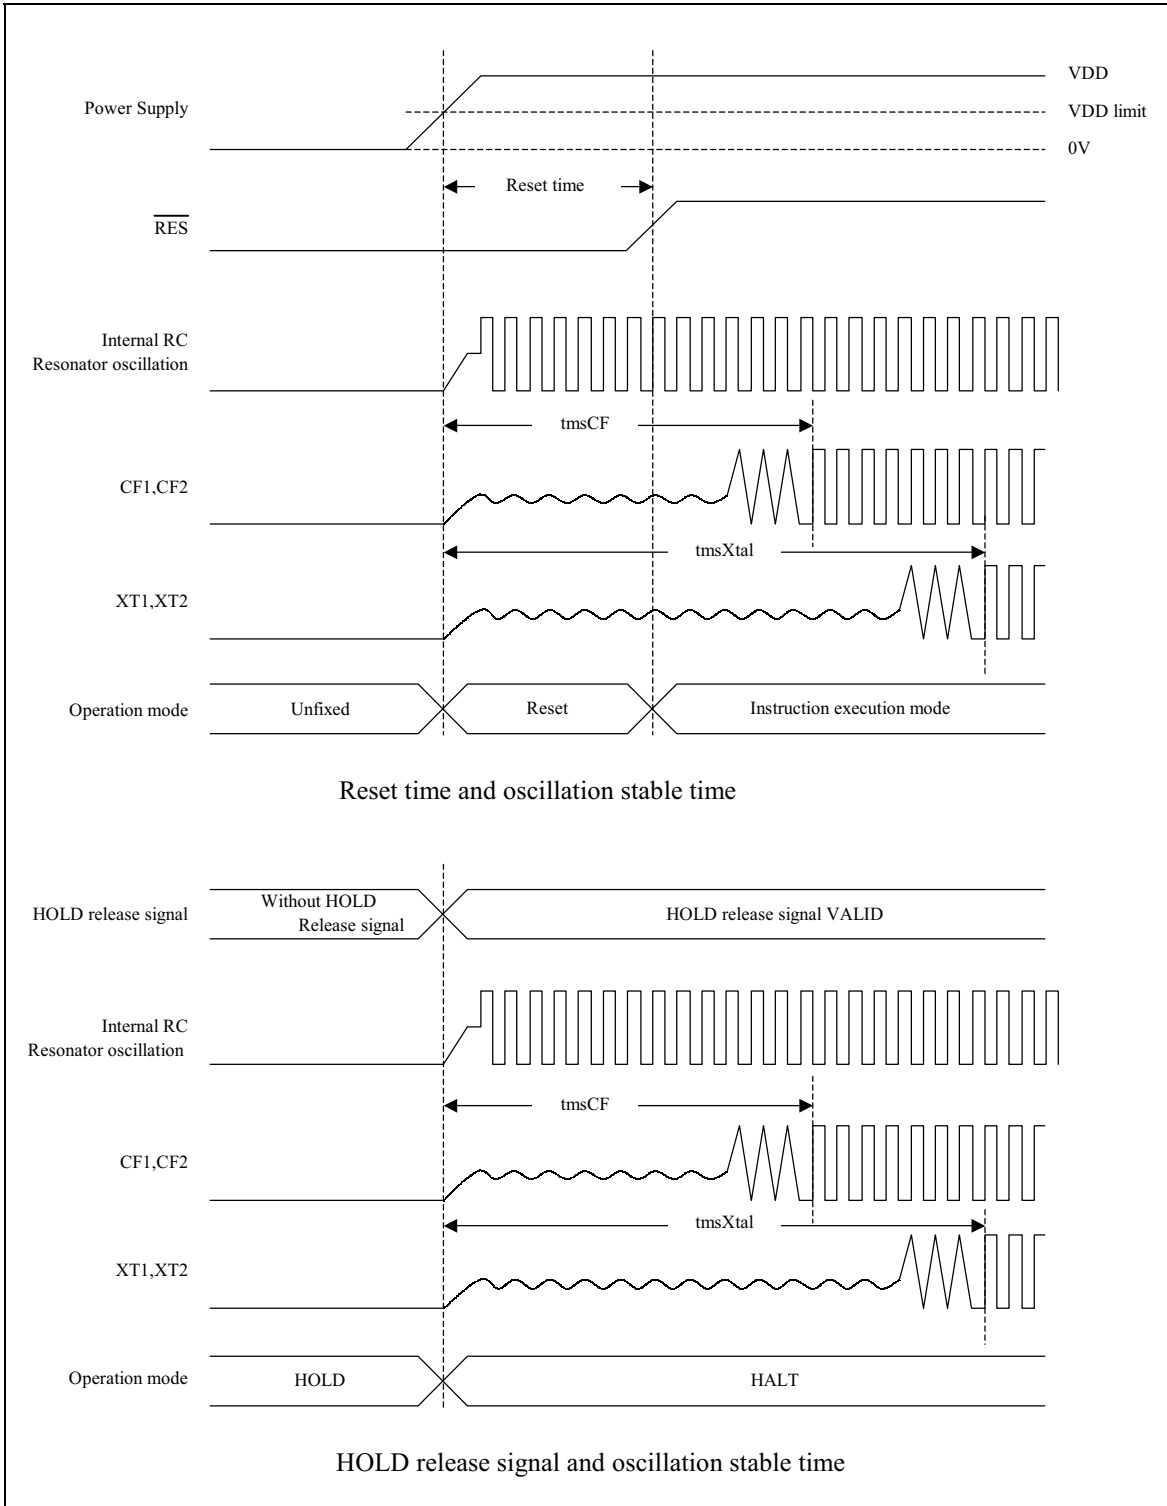 VDD
Power Supply
VDD limit
0V
Reset time
RES
Internal RC
Resonator oscillation
tmsCF
CF1,CF2
tmsXtal
XT1,XT2
Operation mode
Unfixed
Reset
Instruction execution mode
Reset time and oscillation stable time
Without HOLD
HOLD release signal
Release signal
HOLD release signal VALID
Internal RC
Resonator oscillation
tmsCF
CF1,CF2
tmsXtal
XT1,XT2
Operation mode
HOLD
HALT
HOLD release signal and oscillation stable time